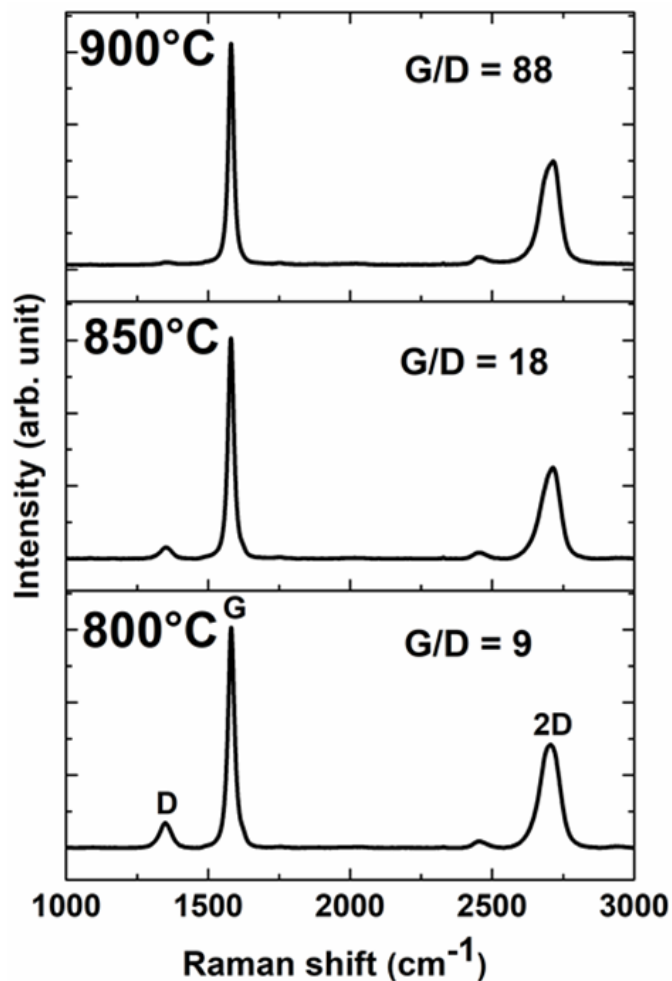 900°C
G/D = 88
850°C
G/D = 18
800°C
G
G/D = 9
D
2D
Intensity (arb. unit)
1000 1500 2000 2500 3000
Raman shift (cm⁻¹)